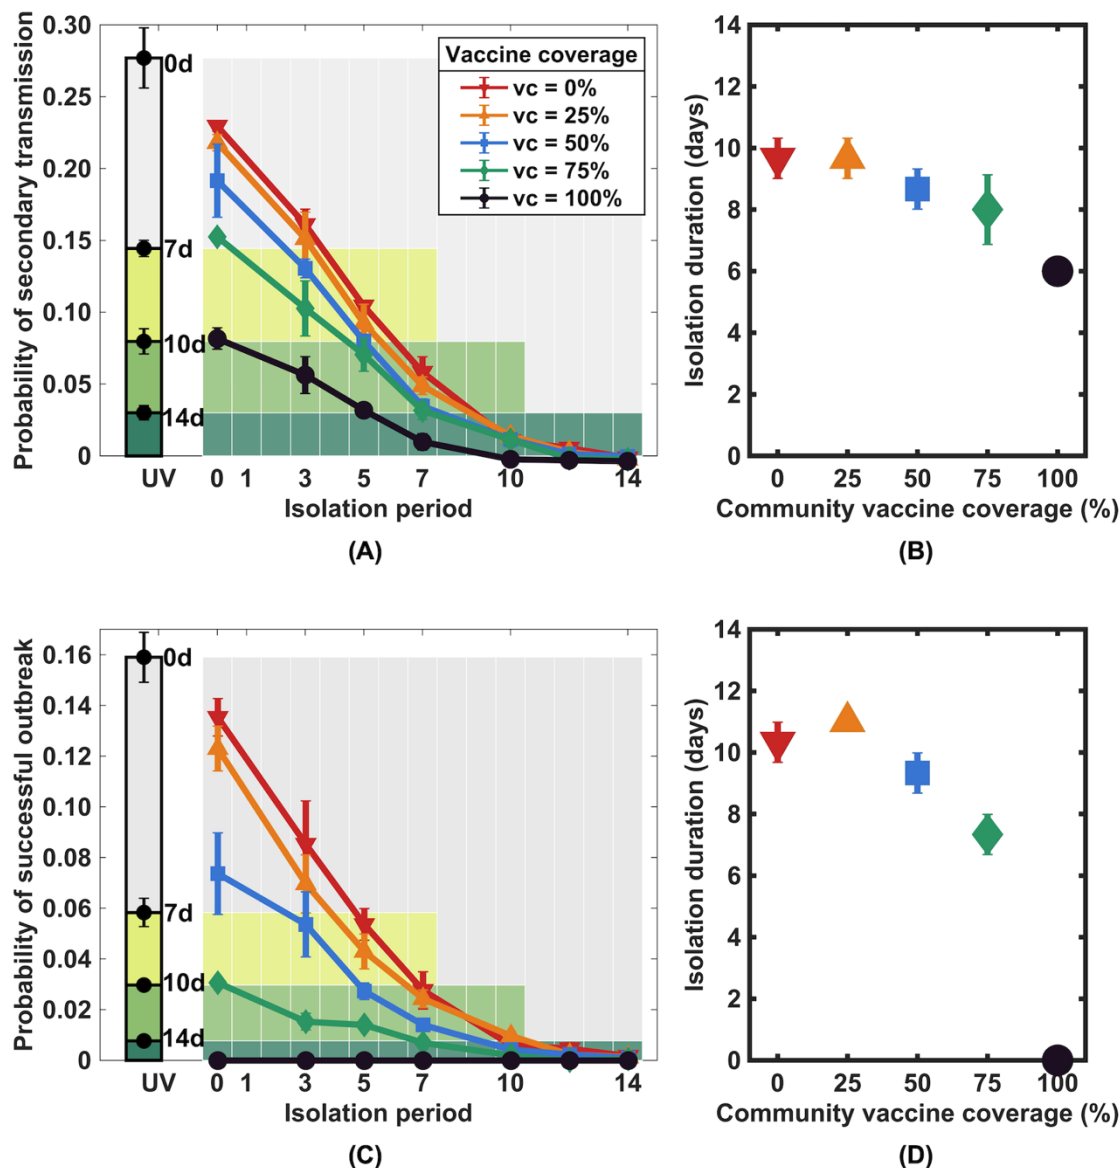 Probability of secondary transmission
0.30
0.25
0.20
0.15
0.10
0.05
0
0d
7d
10d
14d
UV
0 1 3 5 7 10 14
Isolation period
Vaccine coverage
vc = 0%
vc = 25%
vc = 50%
vc = 75%
vc = 100%
(A)
Isolation duration (days)
14
12
10
8
6
4
2
0
0 25 50 75 100
Community vaccine coverage (%)
(B)
Probability of successful outbreak
0.16
0.14
0.12
0.10
0.08
0.06
0.04
0.02
0
0d
7d
10d
14d
UV
0 1 3 5 7 10 14
Isolation period
(C)
Isolation duration (days)
14
12
10
8
6
4
2
0
0 25 50 75 100
Community vaccine coverage (%)
(D)